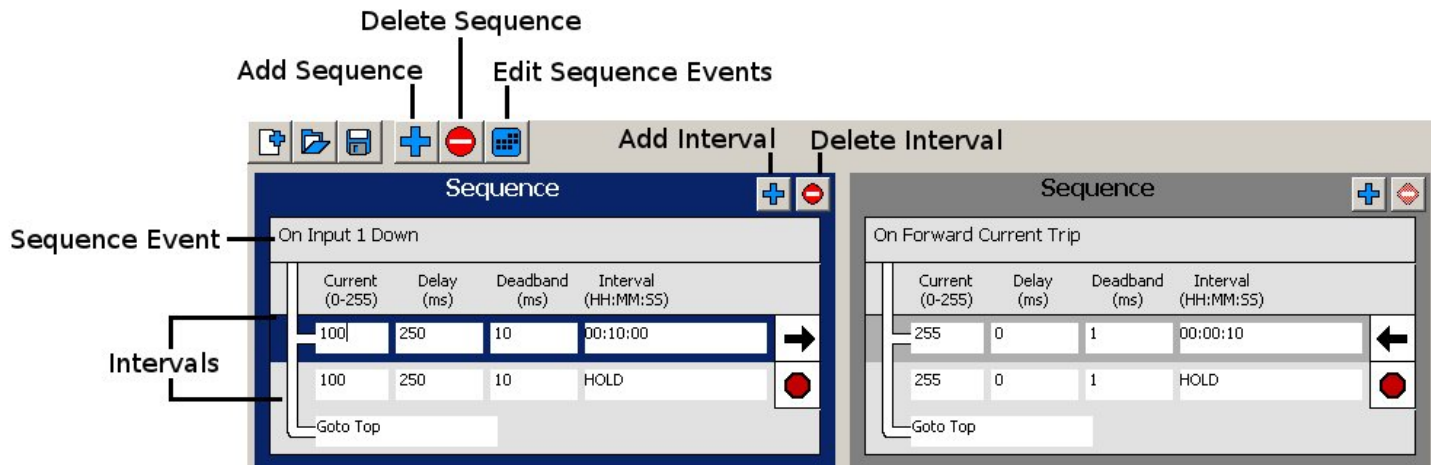 Delete Sequence
Add Sequence
Edit Sequence Events
Add Interval
Delete Interval
Sequence
Sequence
Sequence Event
On Input 1 Down
On Forward Current Trip
Current Delay Deadband Interval
(0-255) (ms) (ms) (HH:MM:SS)
Current Delay Deadband Interval
(0-255) (ms) (ms) (HH:MM:SS)
Intervals
100 250 10 00:10:00
255 0 1 00:00:10
100 250 10 HOLD
255 0 1 HOLD
Goto Top
Goto Top